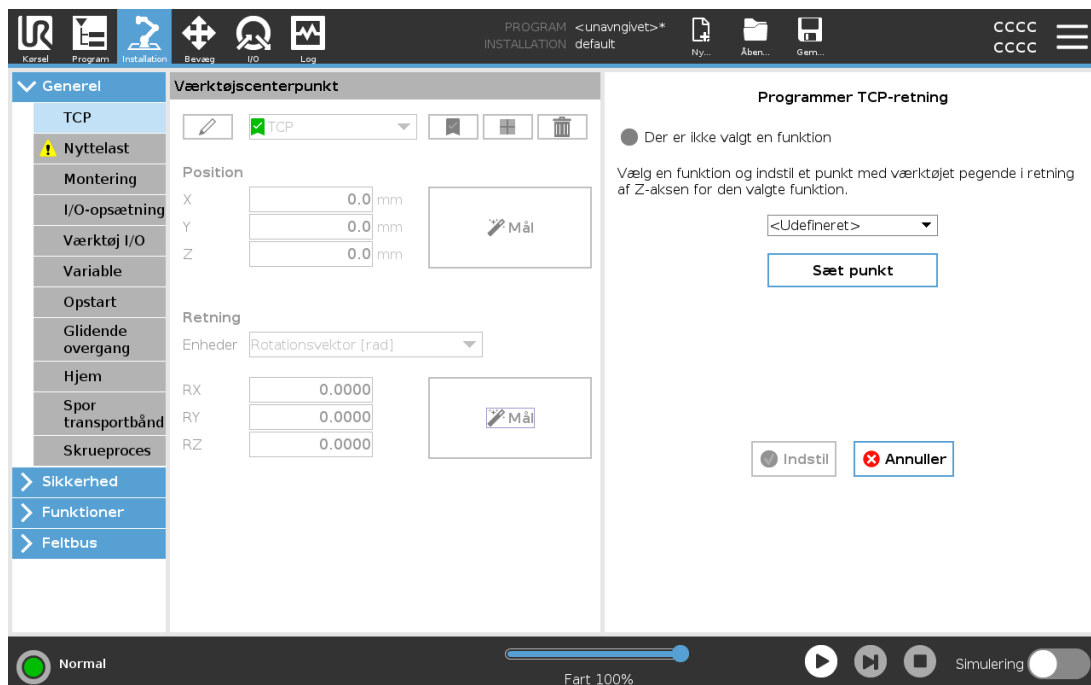 UR
PROGRAM <unavngivet>*
INSTALLATION default
CCCC
CCCC
Kørsel Program Installation Bevæg I/O Log Ny... Åben... Gem...
Generel
TCP
Nyttelast
Montering
I/O-opsætning
Værktøj I/O
Variable
Opstart
Glidende
overgang
Hjem
Spor
transportbånd
Skrueproces
Sikkerhed
Funktioner
Feltbus
Værktøjscenterpunkt
TCP
Position
X 0.0 mm
Y 0.0 mm
Z 0.0 mm
Mål
Retning
Enheder Rotationsvektor [rad]
RX 0.0000
RY 0.0000
RZ 0.0000
Mål
Programmer TCP-retning
Der er ikke valgt en funktion
Vælg en funktion og indstil et punkt med værktøjet pegende i retning
af Z-aksen for den valgte funktion.
<Udefineret>
Sæt punkt
Indstil Annuller
Normal
Fart 100%
Simulering